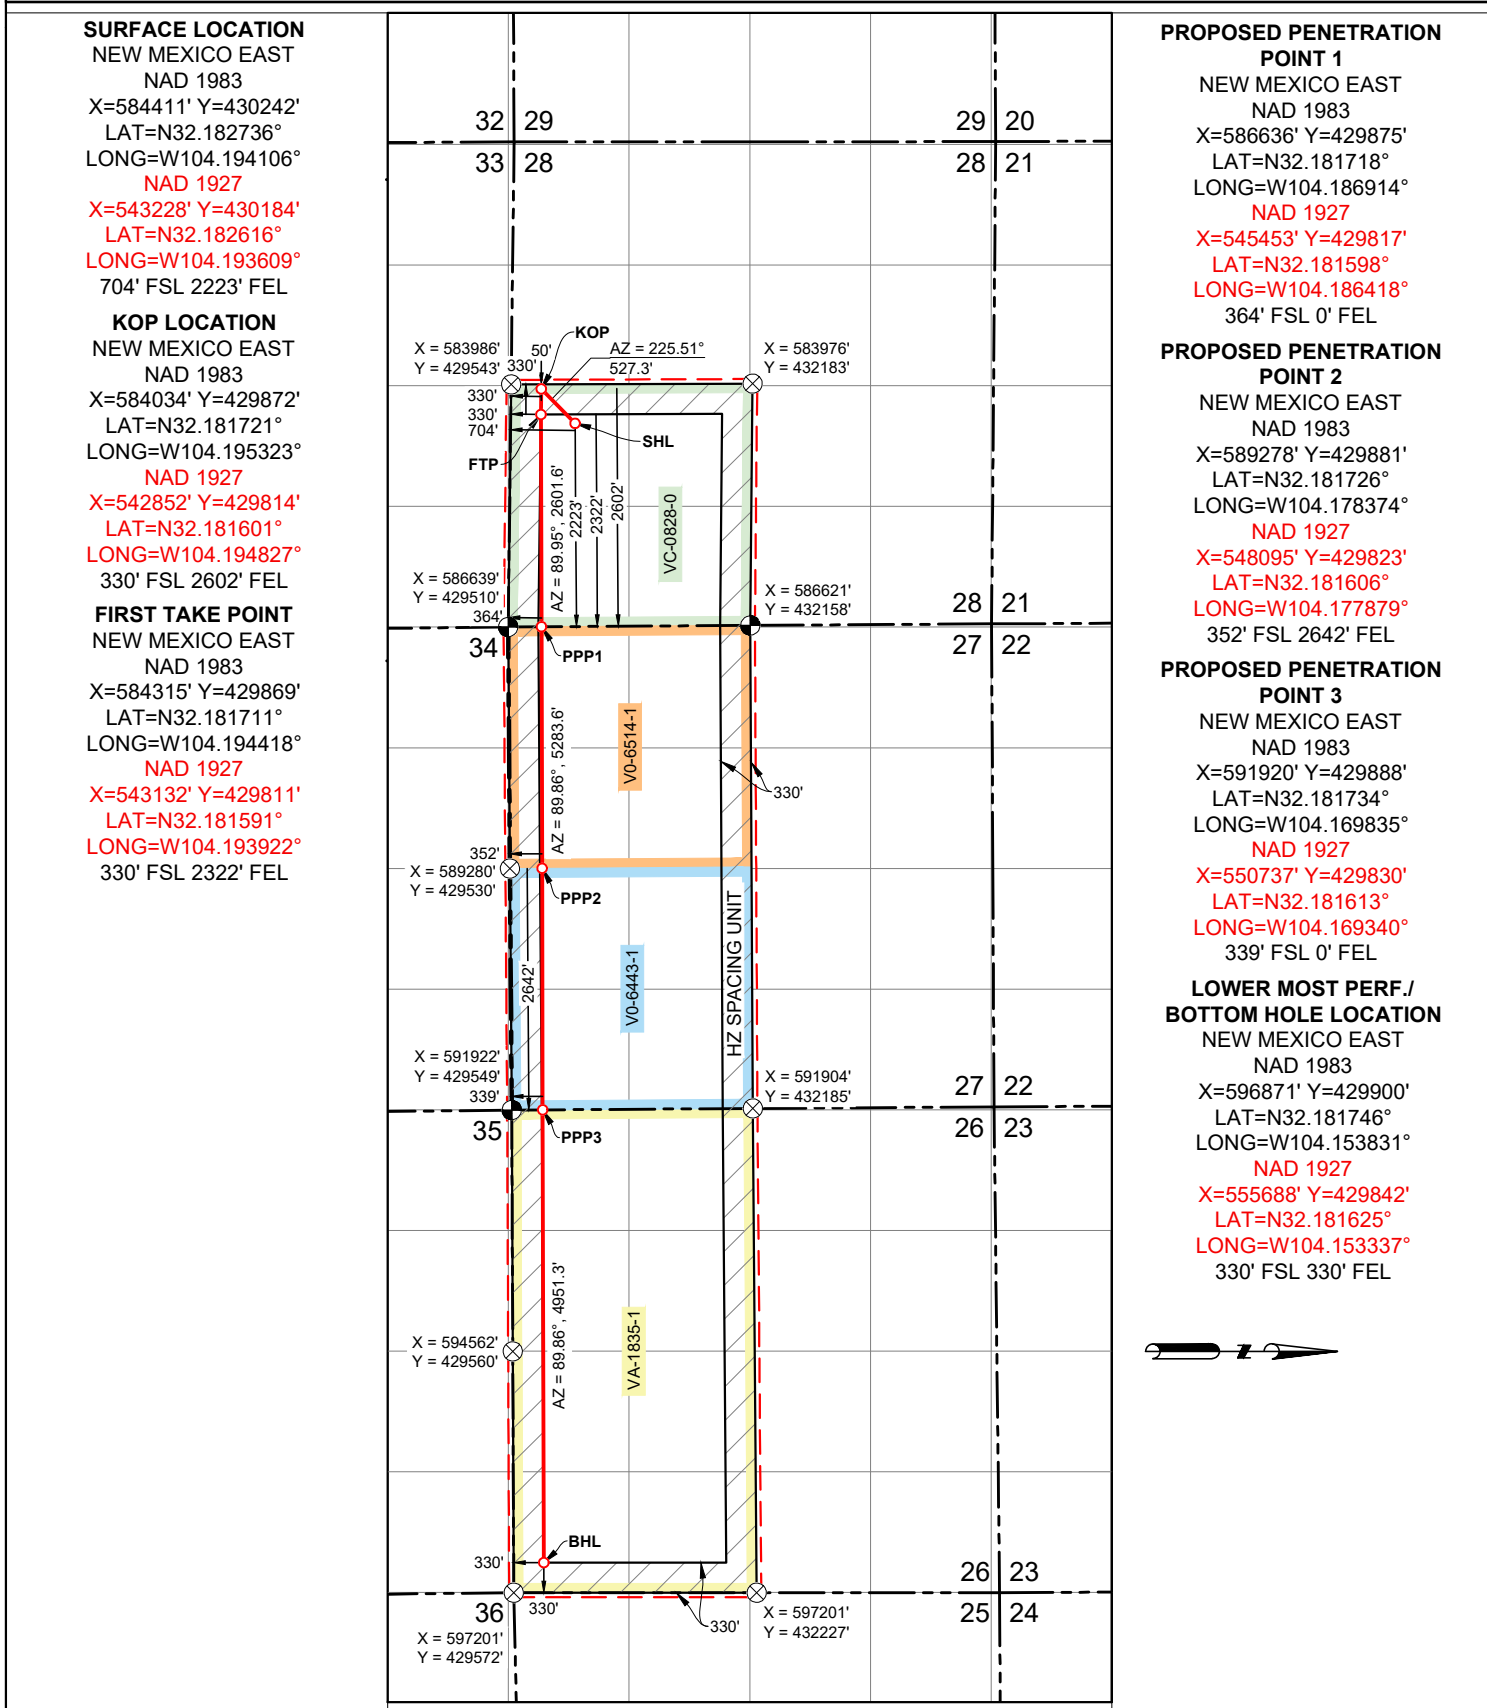 SURFACE LOCATION
NEW MEXICO EAST
NAD 1983
X=584411' Y=430242'
LAT=N32.182736°
LONG=W104.194106°
NAD 1927
X=543228' Y=430184'
LAT=N32.182616°
LONG=W104.193609°
704' FSL 2223' FEL
KOP LOCATION
NEW MEXICO EAST
NAD 1983
X=584034' Y=429872'
LAT=N32.181721°
LONG=W104.195323°
NAD 1927
X=542852' Y=429814'
LAT=N32.181601°
LONG=W104.194827°
330' FSL 2602' FEL
FIRST TAKE POINT
NEW MEXICO EAST
NAD 1983
X=584315' Y=429869'
LAT=N32.181711°
LONG=W104.194418°
NAD 1927
X=543132' Y=429811'
LAT=N32.181591°
LONG=W104.193922°
330' FSL 2322' FEL
32 29
33 28
29 20
28 21
KOP
X = 583986'
Y = 429543'
50'
330'
AZ = 225.51°
527.3'
X = 583976'
Y = 432183'
330'
330'
704'
SHL
FTP
AZ = 89.95°, 2601.6'
2223'
2322'
2602'
VC-0828-0
X = 586639'
Y = 429510'
364'
X = 586621'
Y = 432158'
28 21
27 22
34
PPP1
AZ = 89.86°, 5283.6'
V0-6514-1
330'
352'
X = 589280'
Y = 429530'
PPP2
2642'
V0-6443-1
HZ SPACING UNIT
X = 591922'
Y = 429549'
339'
X = 591904'
Y = 432185'
27 22
26 23
35
PPP3
AZ = 89.86°, 4951.3'
VA-1835-1
X = 594562'
Y = 429560'
BHL
330'
26 23
25 24
36
330'
330'
X = 597201'
Y = 432227'
X = 597201'
Y = 429572'
PROPOSED PENETRATION
POINT 1
NEW MEXICO EAST
NAD 1983
X=586636' Y=429875'
LAT=N32.181718°
LONG=W104.186914°
NAD 1927
X=545453' Y=429817'
LAT=N32.181598°
LONG=W104.186418°
364' FSL 0' FEL
PROPOSED PENETRATION
POINT 2
NEW MEXICO EAST
NAD 1983
X=589278' Y=429881'
LAT=N32.181726°
LONG=W104.178374°
NAD 1927
X=548095' Y=429823'
LAT=N32.181606°
LONG=W104.177879°
352' FSL 2642' FEL
PROPOSED PENETRATION
POINT 3
NEW MEXICO EAST
NAD 1983
X=591920' Y=429888'
LAT=N32.181734°
LONG=W104.169835°
NAD 1927
X=550737' Y=429830'
LAT=N32.181613°
LONG=W104.169340°
339' FSL 0' FEL
LOWER MOST PERF./
BOTTOM HOLE LOCATION
NEW MEXICO EAST
NAD 1983
X=596871' Y=429900'
LAT=N32.181746°
LONG=W104.153831°
NAD 1927
X=555688' Y=429842'
LAT=N32.181625°
LONG=W104.153337°
330' FSL 330' FEL
Z